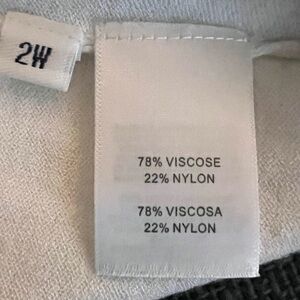 2W
78% VISCOSE
22% NYLON
78% VISCOSA
22% NYLON